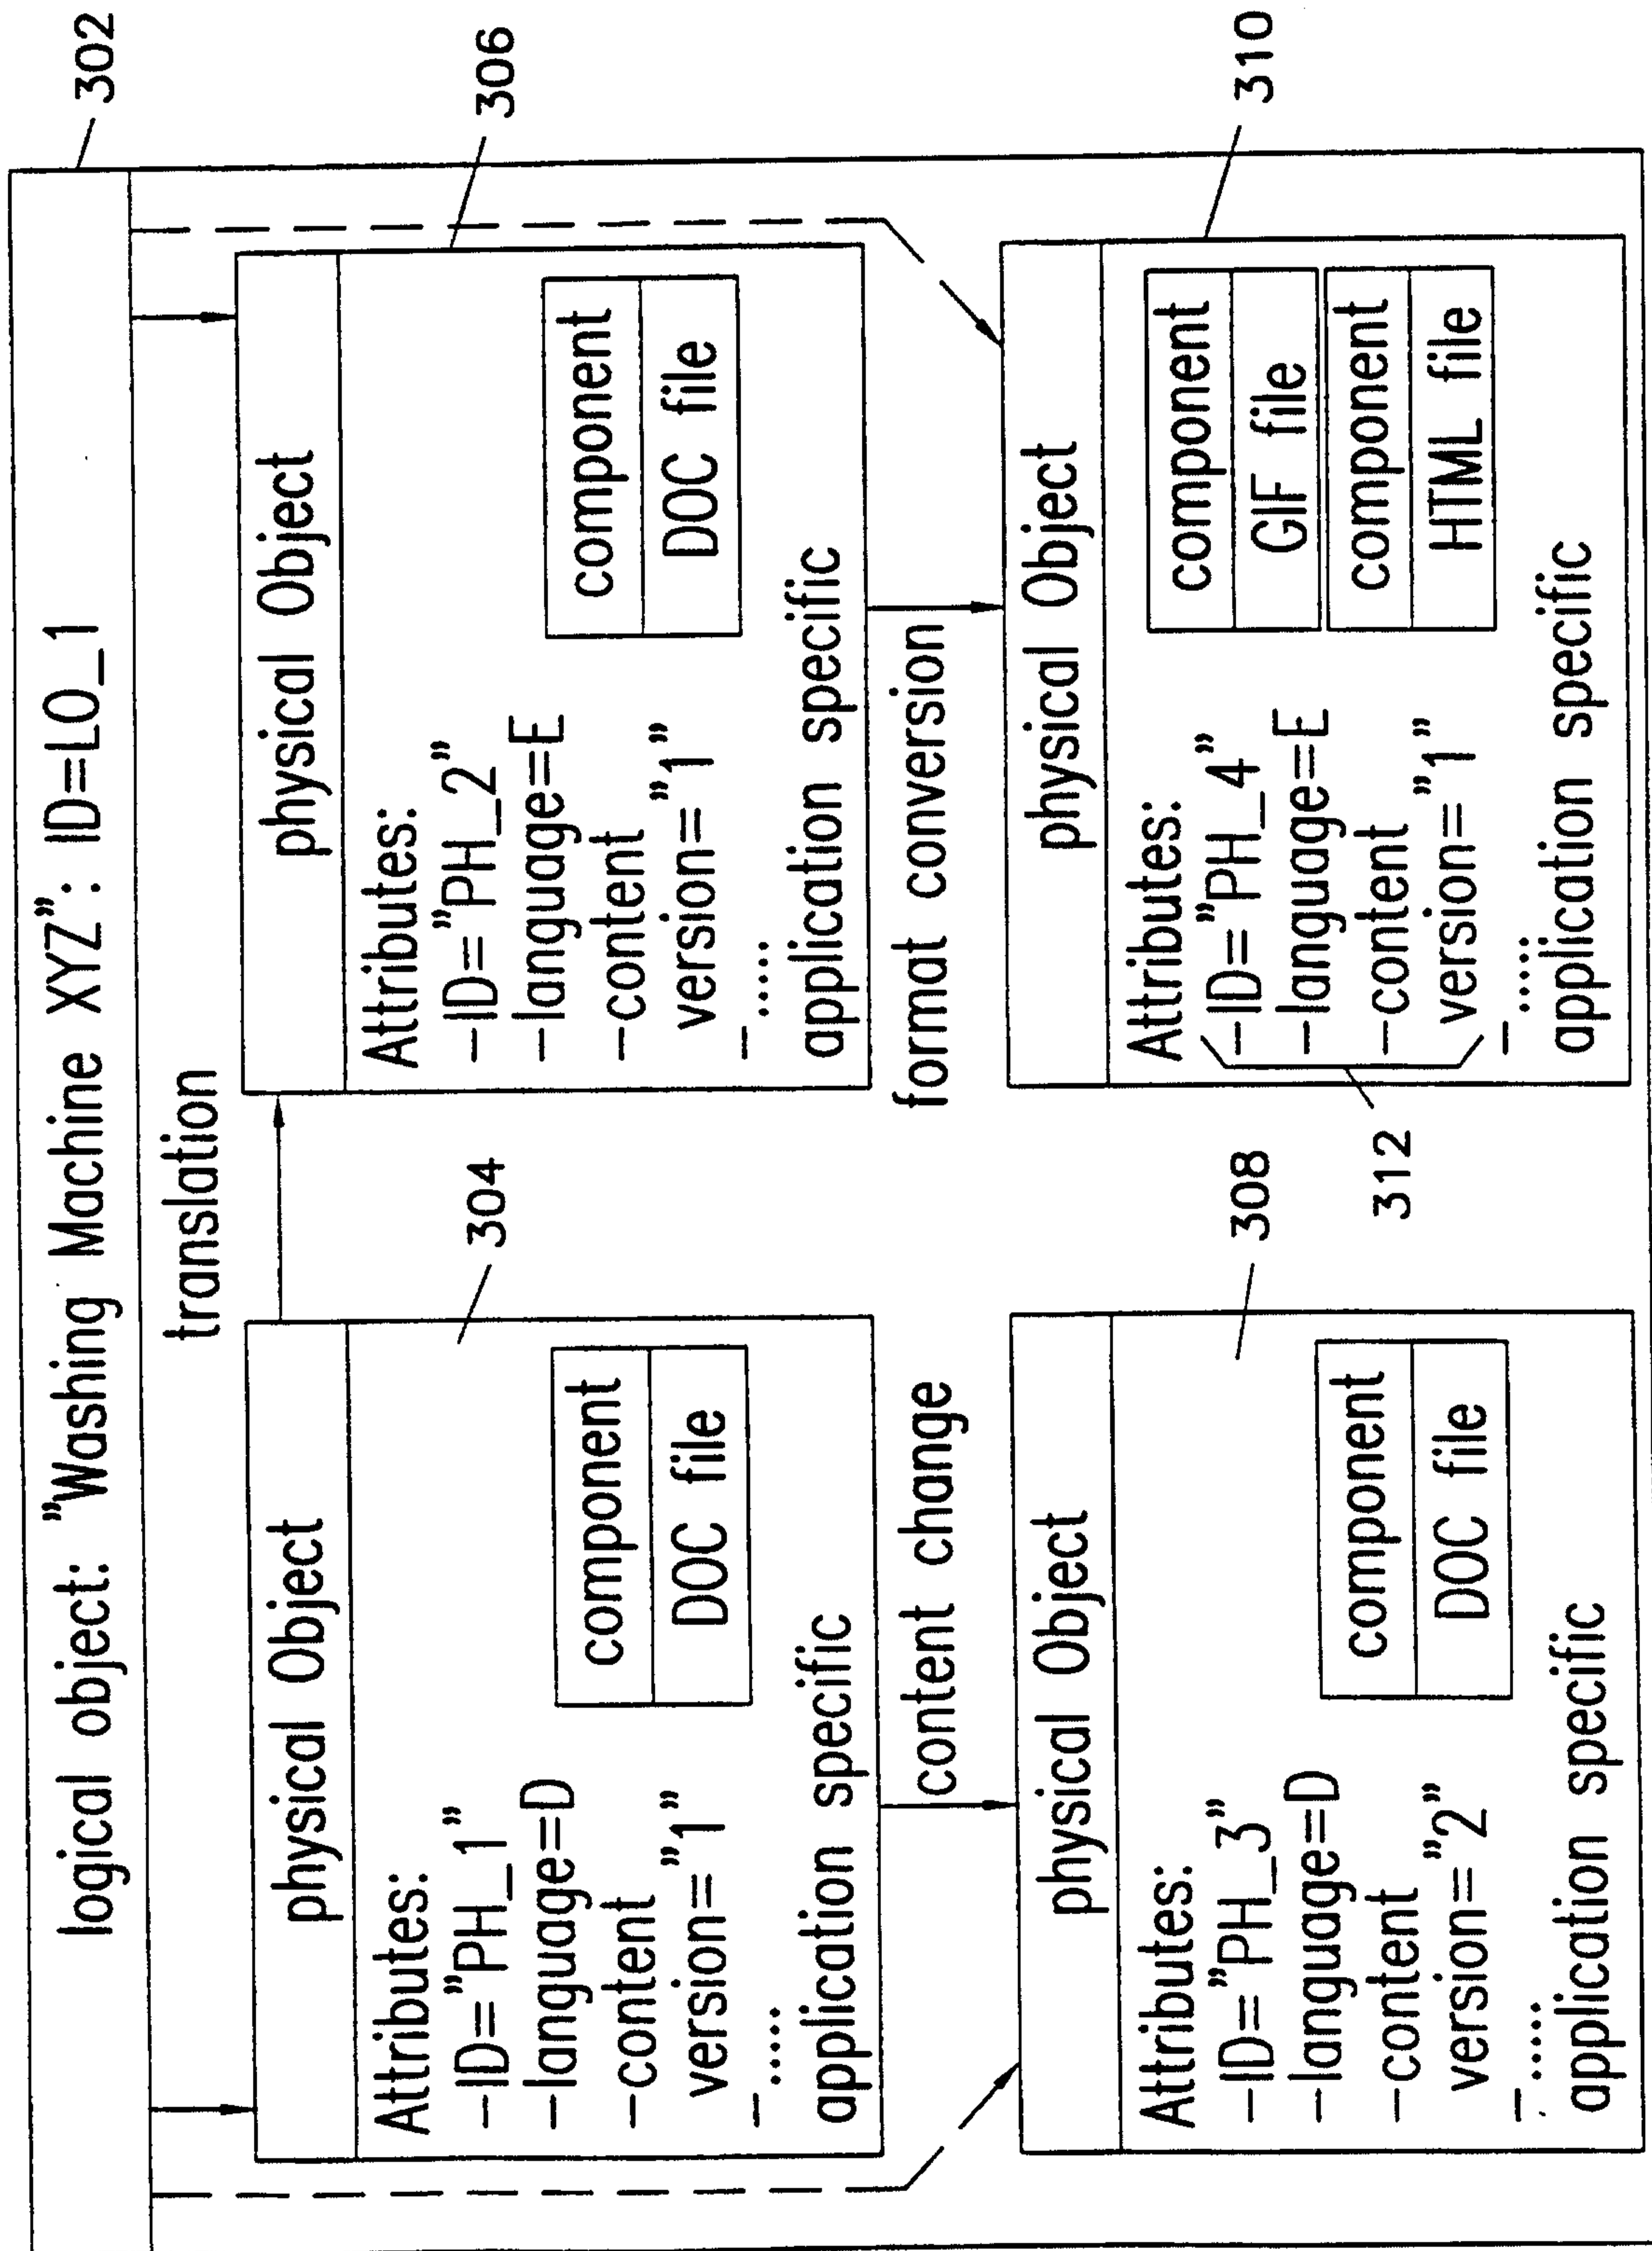 logical object: "Washing Machine XYZ": ID=LO_1
302
translation
physical Object
Attributes:
–ID="PH_1"
–language=D
–content
version="1"
– .....
application specific
component
DOC file
304
physical Object
Attributes:
–ID="PH_2"
–language=E
–content
version="1"
– .....
application specific
component
DOC file
306
content change
format conversion
physical Object
Attributes:
–ID="PH_3"
–language=D
–content
version="2"
– .....
application specific
component
DOC file
308
physical Object
Attributes:
–ID="PH_4"
–language=E
–content
version="1"
– .....
application specific
component
GIF file
component
HTML file
310
312